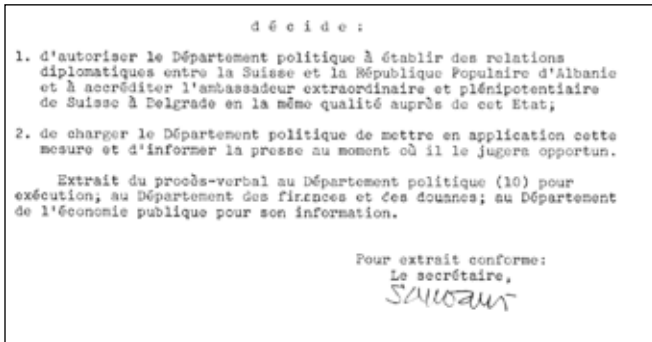 décide:
1. d'autoriser le Département politique à établir des relations
diplomatiques entre la Suisse et la République Populaire d'Albanie
et à accréditer l'ambassadeur extraordinaire et plénipotentiaire
de Suisse à Belgrade en la même qualité auprès de cet Etat;
2. de charger le Département politique de mettre en application cette
mesure et d'informer la presse au moment où il le jugera opportun.
Extrait du procès-verbal au Département politique (10) pour
exécution; au Département des finances et des douanes; au Département
de l'économie publique pour son information.
Pour extrait conforme:
Le secrétaire,